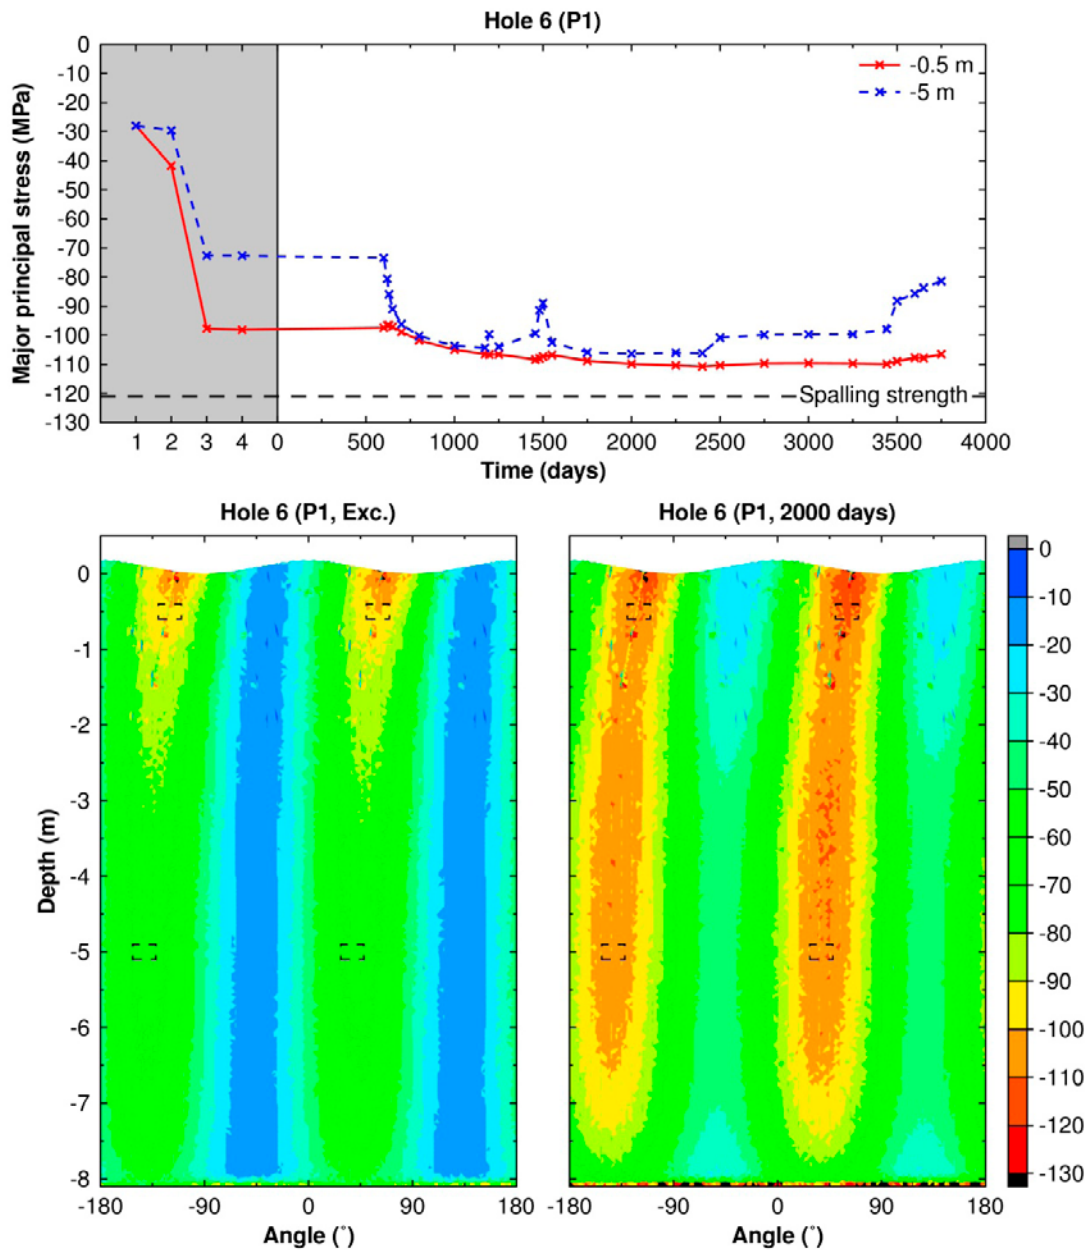 Hole 6 (P1)
Major principal stress (MPa)
0
-10
-20
-30
-40
-50
-60
-70
-80
-90
-100
-110
-120
-130
-0.5 m
-5 m
Spalling strength
1 2 3 4 0 500 1000 1500 2000 2500 3000 3500 4000
Time (days)
Hole 6 (P1, Exc.) Hole 6 (P1, 2000 days)
Depth (m)
0
-1
-2
-3
-4
-5
-6
-7
-8
-180 -90 0 90 180
Angle (°)
-180 -90 0 90 180
Angle (°)
0
-10
-20
-30
-40
-50
-60
-70
-80
-90
-100
-110
-120
-130